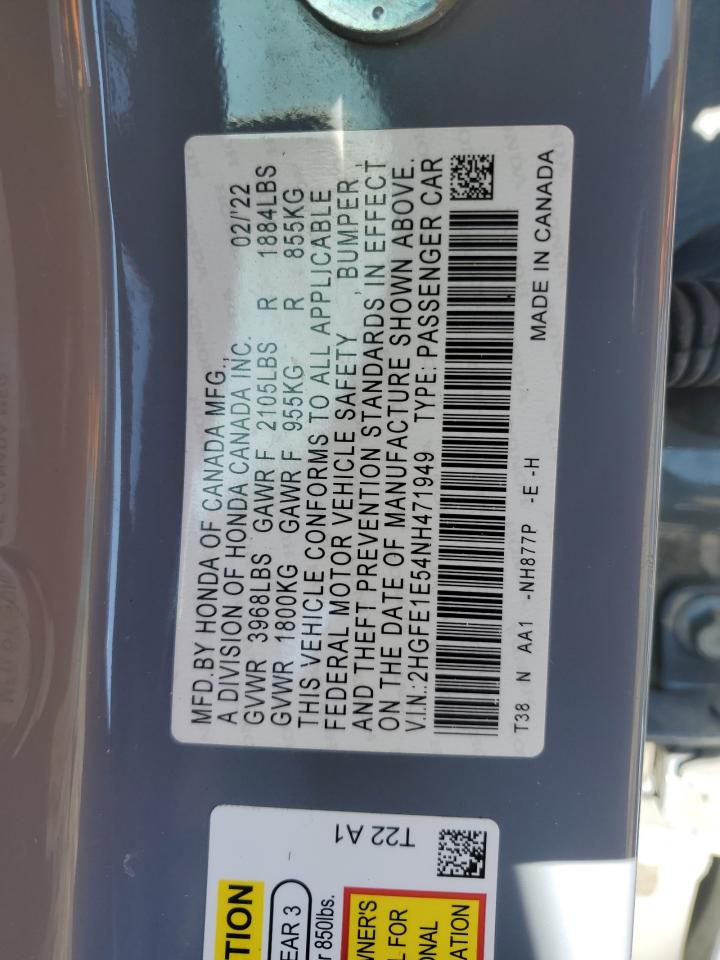 MFD.BY HONDA OF CANADA MFG.,
A DIVISION OF HONDA CANADA INC. 02/'22
GVWR 3968LBS GAWR F 2105LBS R 1884LBS
GVWR 1800KG GAWR F 955KG R 855KG
THIS VEHICLE CONFORMS TO ALL APPLICABLE
FEDERAL MOTOR VEHICLE SAFETY , BUMPER ,
AND THEFT PREVENTION STANDARDS IN EFFECT
ON THE DATE OF MANUFACTURE SHOWN ABOVE.
V.I.N.:2HGFE1E54NH471949 TYPE: PASSENGER CAR
T38 N AA1 -NH877P -E -H
MADE IN CANADA
T22 A1
TION
EAR 3
r 850lbs.
WNER'S
L FOR
ONAL
ATION